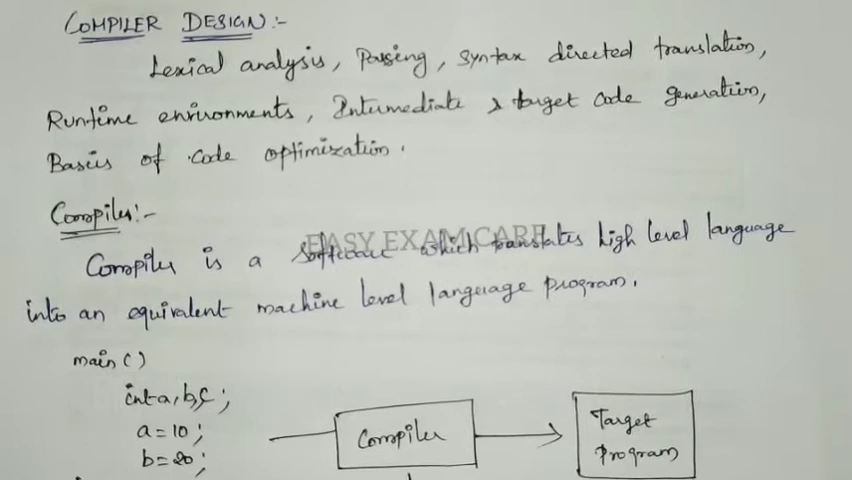 COMPILER DESIGN:-
Lexical analysis, Parsing, Syntax directed translation,
Runtime environments, Intermediate & target code generation,
Basics of code optimization.
Compiler:-
EASY EXAM CARE
Compiler is a software which translates high level language
into an equivalent machine level language program.
main()
int a,b,c;
a=10;
b=20;
Compiler
Target
program